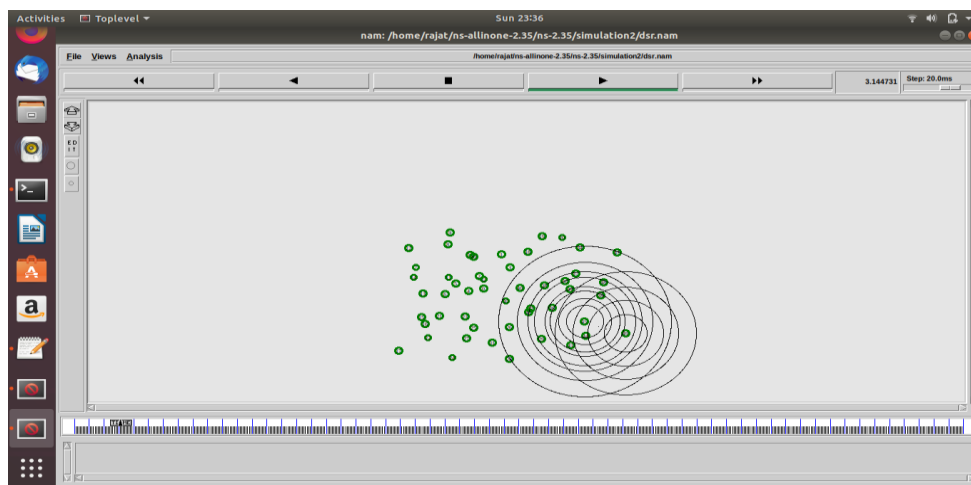 Activities Toplevel Sun 23:36
nam: /home/rajat/ns-allinone-2.35/ns-2.35/simulation2/dsr.nam
File Views Analysis /home/rajat/ns-allinone-2.35/ns-2.35/simulation2/dsr.nam
3.144731 Step: 20.0ms
ED
IT
a